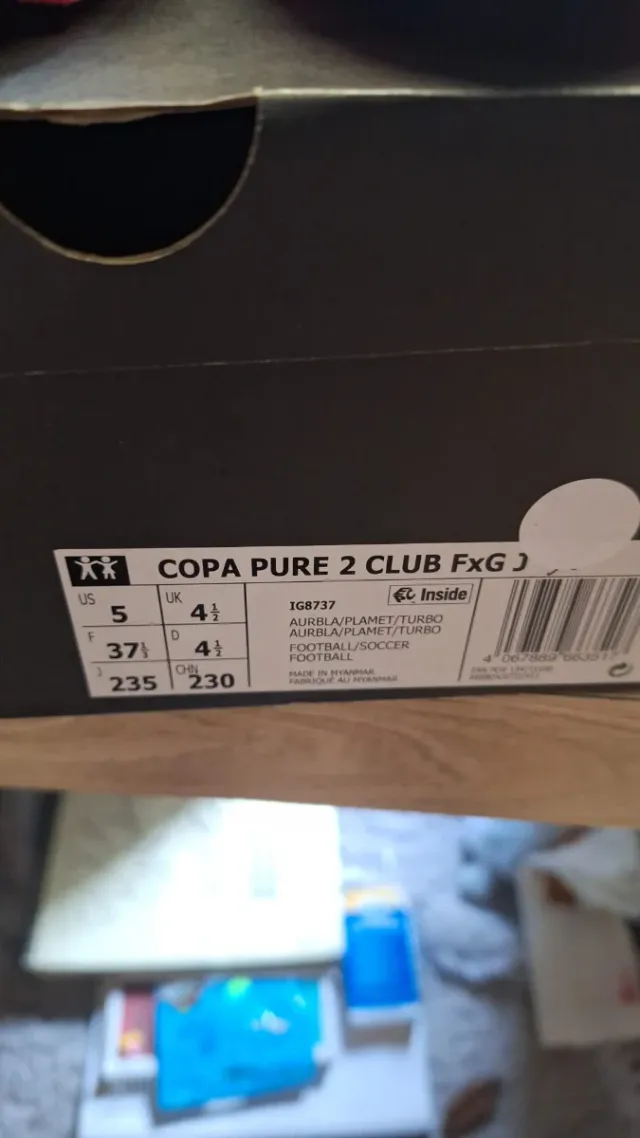 COPA PURE 2 CLUB FxG J
US 5 UK 4½
F 37⅓ D 4½
J 235 CHN 230
IG8737
Inside
AURBLA/PLAMET/TURBO
AURBLA/PLAMET/TURBO
FOOTBALL/SOCCER
FOOTBALL
MADE IN MYANMAR
FABRIQUÉ AU MYANMAR